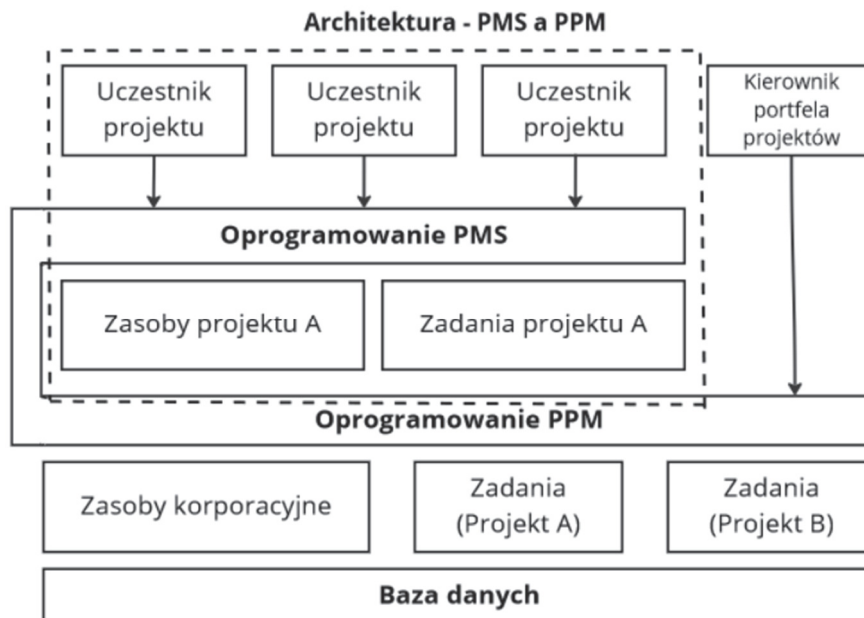 Architektura - PMS a PPM
Uczestnik
projektu
Uczestnik
projektu
Uczestnik
projektu
Kierownik
portfela
projektów
Oprogramowanie PMS
Zasoby projektu A
Zadania projektu A
Oprogramowanie PPM
Zasoby korporacyjne
Zadania
(Projekt A)
Zadania
(Projekt B)
Baza danych